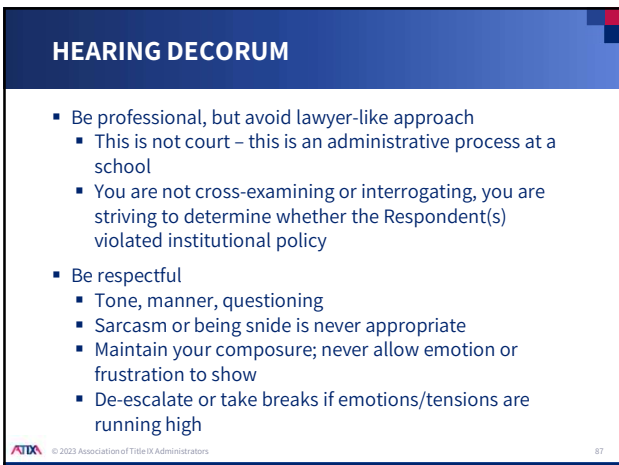 HEARING DECORUM
▪ Be professional, but avoid lawyer-like approach
▪ This is not court – this is an administrative process at a
school
▪ You are not cross-examining or interrogating, you are
striving to determine whether the Respondent(s)
violated institutional policy
▪ Be respectful
▪ Tone, manner, questioning
▪ Sarcasm or being snide is never appropriate
▪ Maintain your composure; never allow emotion or
frustration to show
▪ De-escalate or take breaks if emotions/tensions are
running high
ATIXA © 2023 Association of Title IX Administrators 87